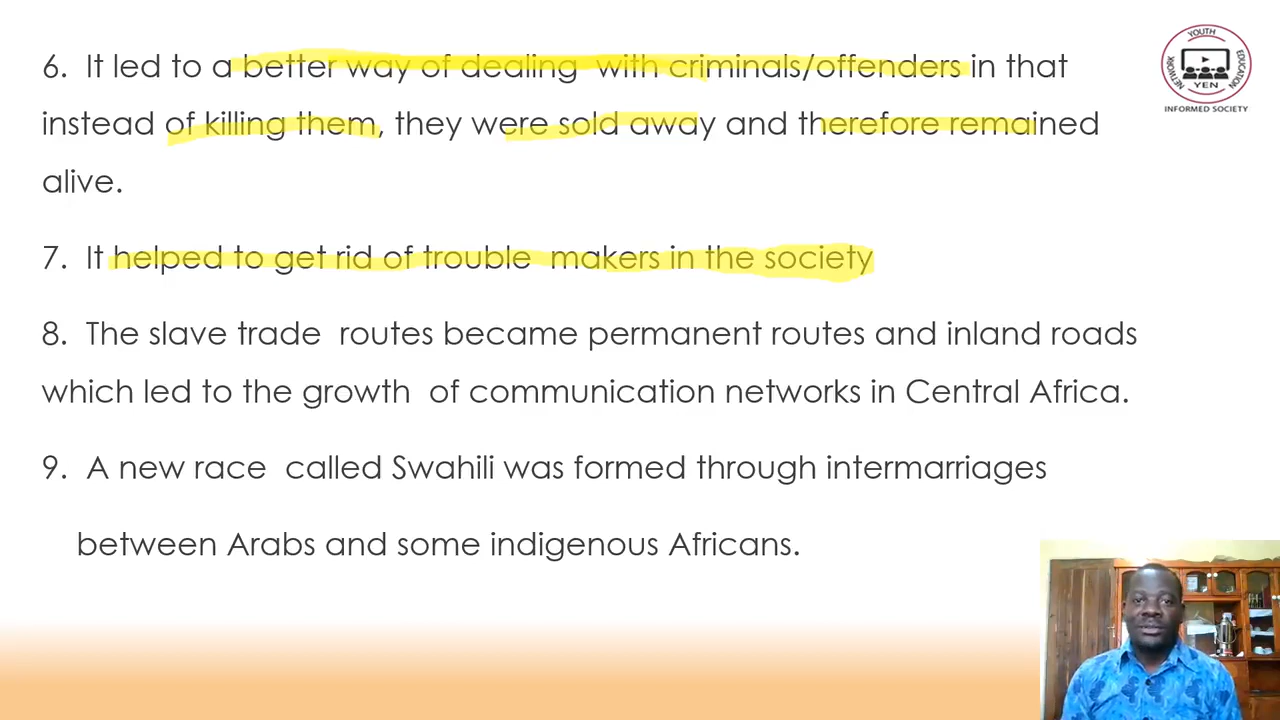 6. It led to a better way of dealing with criminals/offenders in that
instead of killing them, they were sold away and therefore remained
alive.
7. It helped to get rid of trouble makers in the society
8. The slave trade routes became permanent routes and inland roads
which led to the growth of communication networks in Central Africa.
9. A new race called Swahili was formed through intermarriages
between Arabs and some indigenous Africans.
YOUTH
EDUCATION
NETWORK
YEN
INFORMED SOCIETY